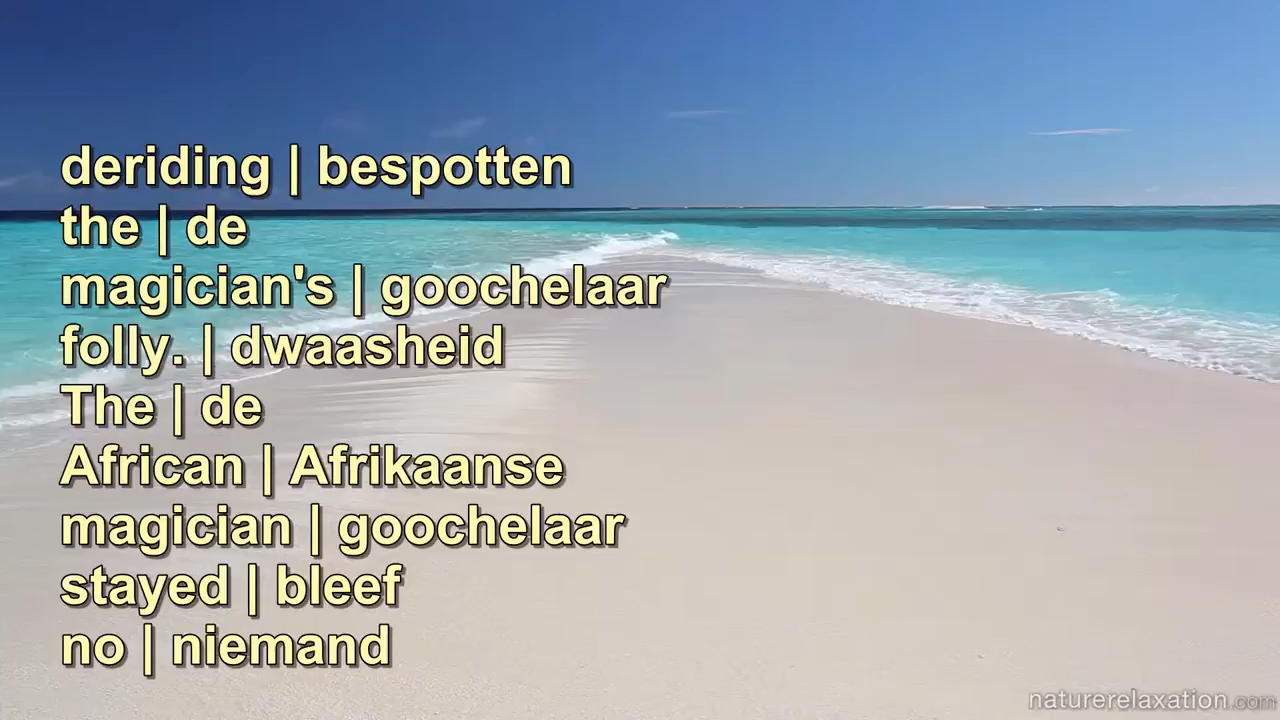 deriding | bespotten
the | de
magician's | goochelaar
folly. | dwaasheid
The | de
African | Afrikaanse
magician | goochelaar
stayed | bleef
no | niemand
naturerelaxation.com